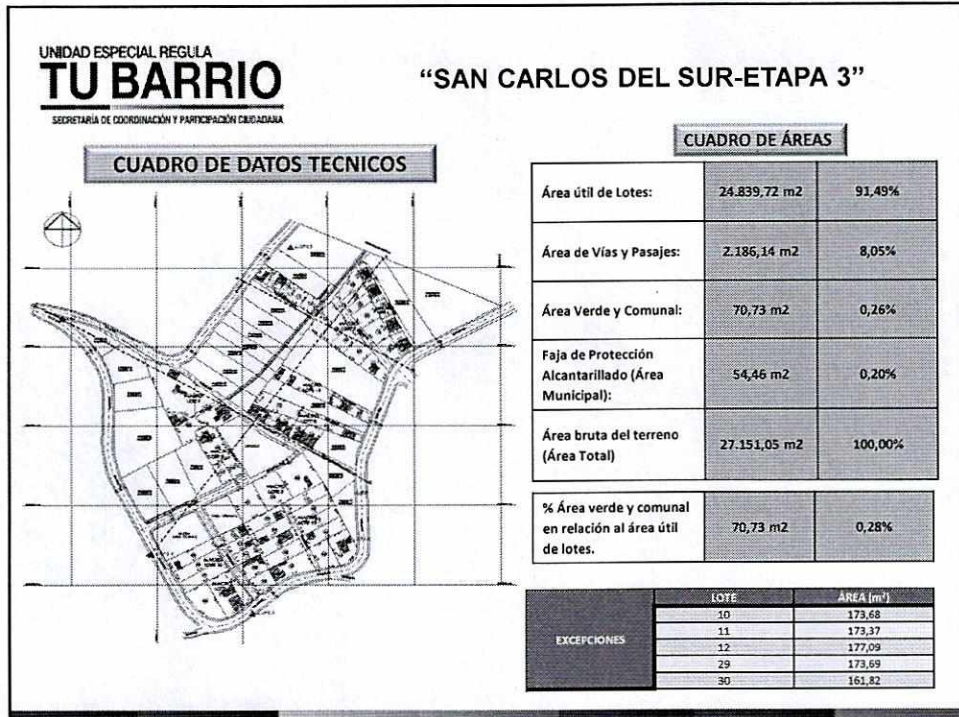 UNIDAD ESPECIAL REGULA
TU BARRIO
SECRETARÍA DE COORDINACIÓN Y PARTICIPACIÓN CIUDADANA
“SAN CARLOS DEL SUR-ETAPA 3”
CUADRO DE DATOS TECNICOS
CUADRO DE ÁREAS
Área útil de Lotes: 24.839,72 m2 91,49%
Área de Vías y Pasajes: 2.186,14 m2 8,05%
Área Verde y Comunal: 70,73 m2 0,26%
Faja de Protección
Alcantarillado (Área
Municipal): 54,46 m2 0,20%
Área bruta del terreno
(Área Total) 27.151,05 m2 100,00%
% Área verde y comunal
en relación al área útil
de lotes. 70,73 m2 0,28%
EXCEPCIONES
LOTE ÁREA (m²)
10 173,68
11 173,37
12 177,09
29 173,69
30 161,82